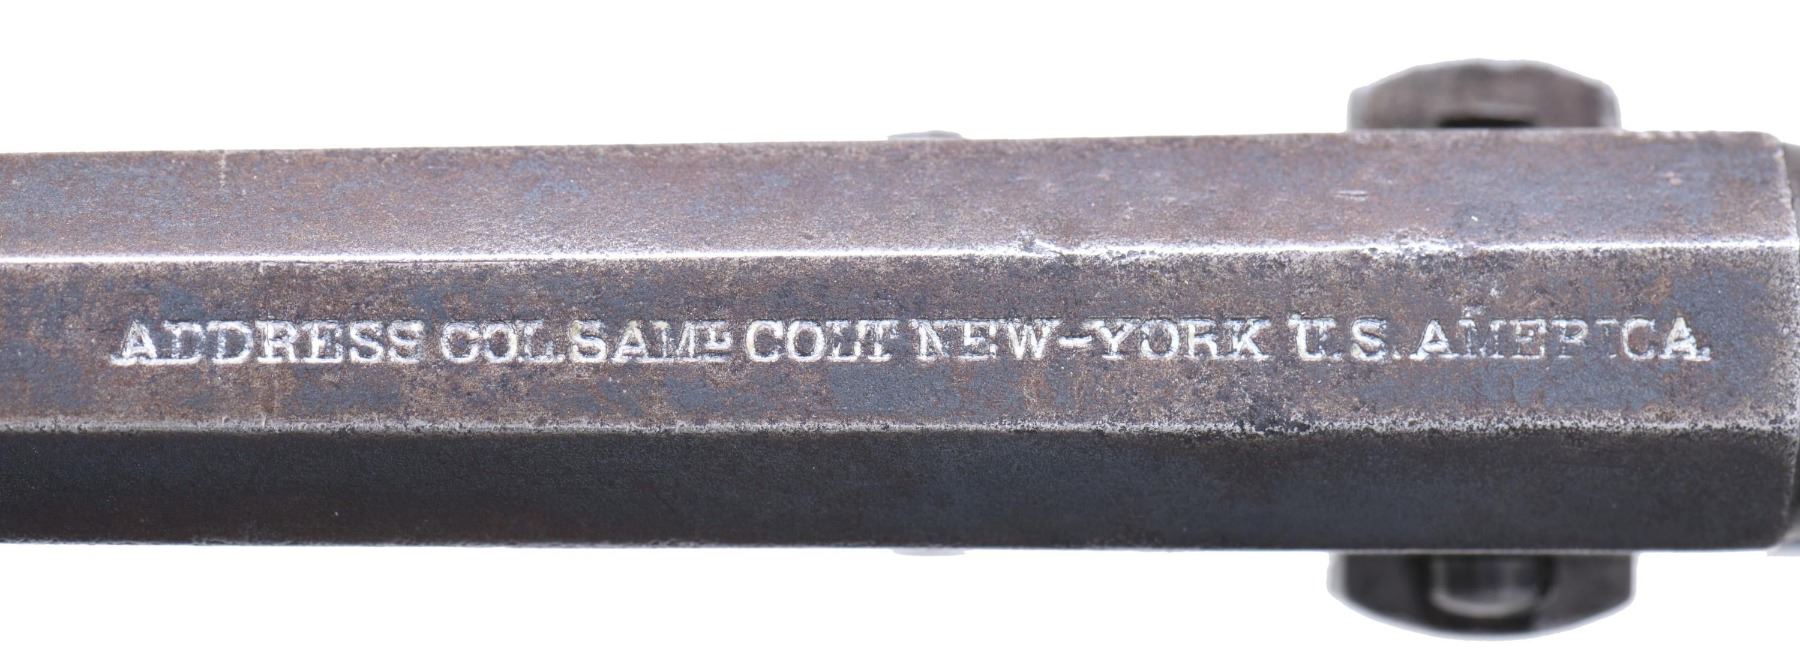 ADDRESS COL. SAML COLT NEW-YORK U.S. AMERICA.